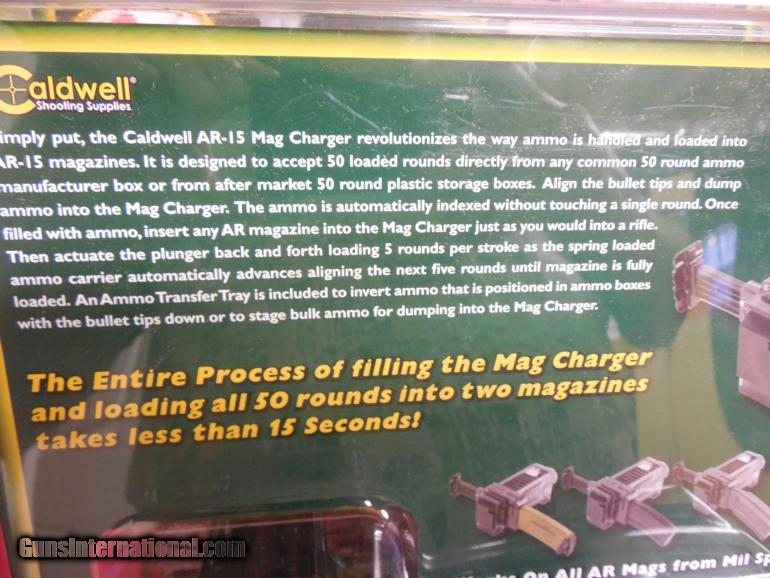 Caldwell®
Shooting Supplies
imply put, the Caldwell AR-15 Mag Charger revolutionizes the way ammo is handled and loaded into
AR-15 magazines. It is designed to accept 50 loaded rounds directly from any common 50 round ammo
manufacturer box or from after market 50 round plastic storage boxes. Align the bullet tips and dump
ammo into the Mag Charger. The ammo is automatically indexed without touching a single round. Once
filled with ammo, insert any AR magazine into the Mag Charger just as you would into a rifle.
Then actuate the plunger back and forth loading 5 rounds per stroke as the spring loaded
ammo carrier automatically advances aligning the next five rounds until magazine is fully
loaded. An Ammo Transfer Tray is included to invert ammo that is positioned in ammo boxes
with the bullet tips down or to stage bulk ammo for dumping into the Mag Charger.
The Entire Process of filling the Mag Charger
and loading all 50 rounds into two magazines
takes less than 15 Seconds!
On All AR Mags from Mil Sp
GunsInternational.com